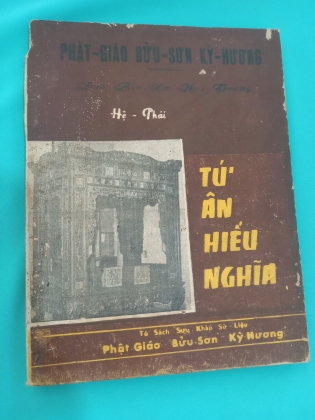 PHẬT-GIÁO BỬU-SƠN KỲ-HƯƠNG
Hệ - Phái
TỨ
ÂN
HIẾU
NGHĨA
Tủ Sách Sưu Khảo Sử Liệu
Phật Giáo Bửu Sơn Kỳ Hương